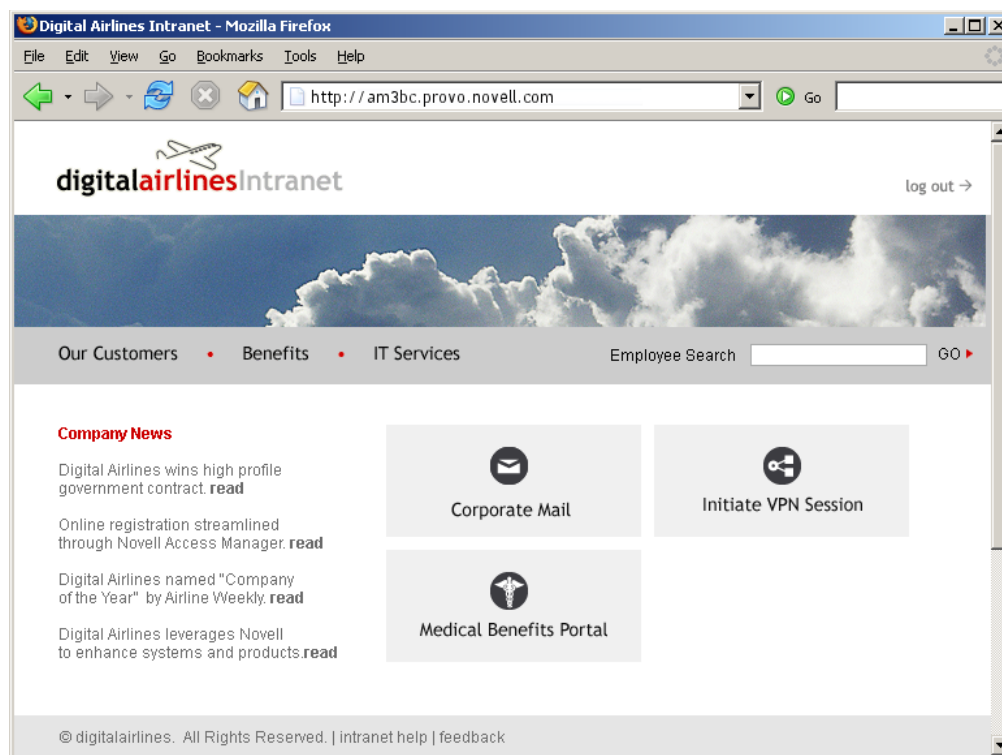 Digital Airlines Intranet - Mozilla Firefox
File Edit View Go Bookmarks Tools Help
http://am3bc.provo.novell.com Go
digitalairlinesIntranet
log out →
Our Customers • Benefits • IT Services Employee Search GO
Company News
Digital Airlines wins high profile
government contract. read
Online registration streamlined
through Novell Access Manager. read
Digital Airlines named "Company
of the Year" by Airline Weekly. read
Digital Airlines leverages Novell
to enhance systems and products.read
Corporate Mail
Initiate VPN Session
Medical Benefits Portal
© digitalairlines. All Rights Reserved. | intranet help | feedback